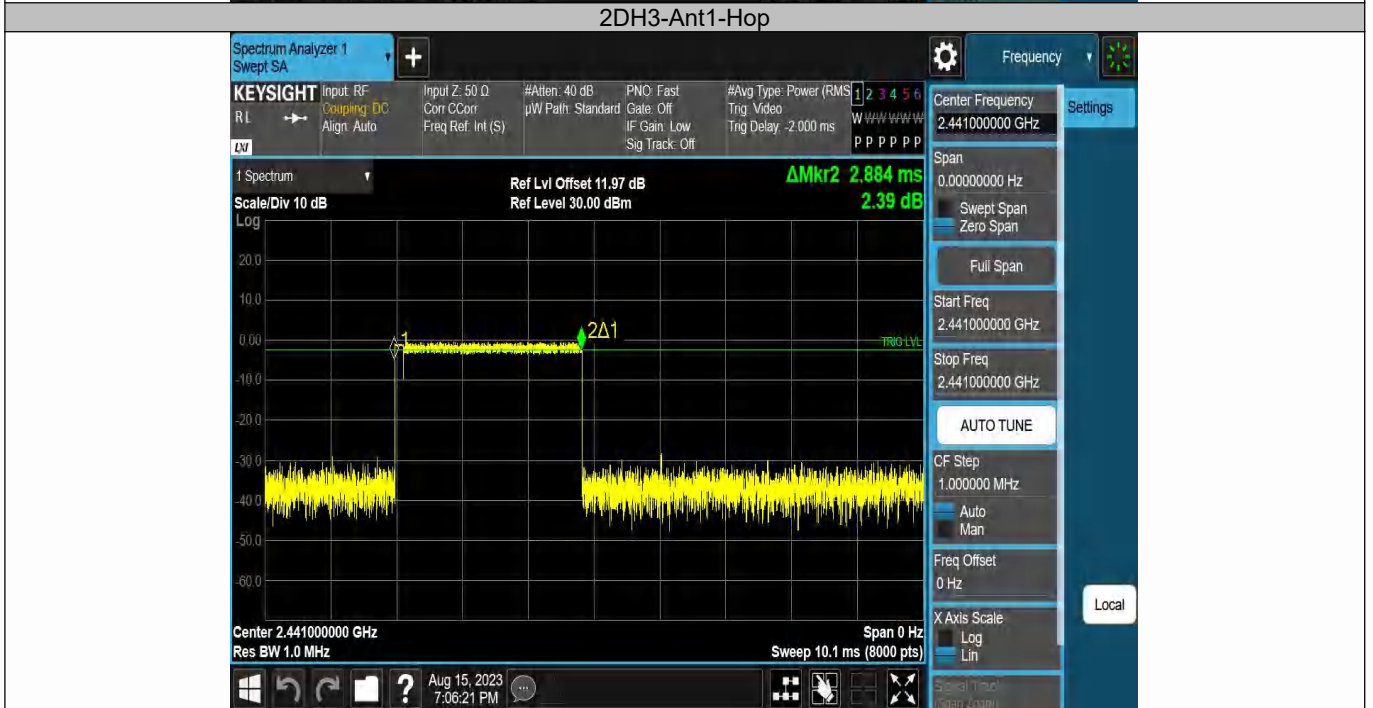 2DH3-Ant1-Hop
Spectrum Analyzer 1
Swept SA
+
Frequency
KEYSIGHT
RL
LXI
Input: RF
Coupling: DC
Align: Auto
Input Z: 50 Ω
Corr CCorr
Freq Ref: Int (S)
#Atten: 40 dB
µW Path: Standard
PNO: Fast
Gate: Off
IF Gain: Low
Sig Track: Off
#Avg Type: Power (RMS
Trig: Video
Trig Delay: -2.000 ms
1 2 3 4 5 6
W W W W W W
P P P P P P
Center Frequency
2.441000000 GHz
Settings
1 Spectrum
Scale/Div 10 dB
Log
Ref Lvl Offset 11.97 dB
Ref Level 30.00 dBm
ΔMkr2 2.884 ms
2.39 dB
Span
0.00000000 Hz
Swept Span
Zero Span
Full Span
Start Freq
2.441000000 GHz
Stop Freq
2.441000000 GHz
AUTO TUNE
CF Step
1.000000 MHz
Auto
Man
Freq Offset
0 Hz
X Axis Scale
Log
Lin
Local
20.0
10.0
0.00
-10.0
-20.0
-30.0
-40.0
-50.0
-60.0
1
2Δ1
TRIG LVL
Center 2.441000000 GHz
Res BW 1.0 MHz
Span 0 Hz
Sweep 10.1 ms (8000 pts)
?
Aug 15, 2023
7:06:21 PM
Signal Track
(Span Zoom)